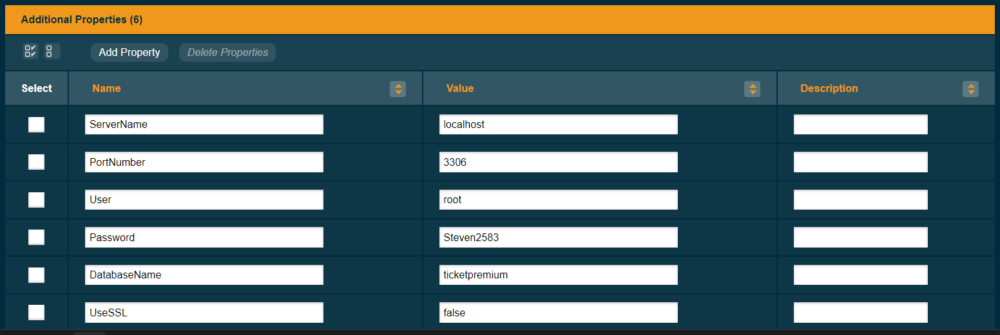 Additional Properties (6)
Add Property Delete Properties
Select Name Value Description
ServerName localhost
PortNumber 3306
User root
Password Steven2583
DatabaseName ticketpremium
UseSSL false